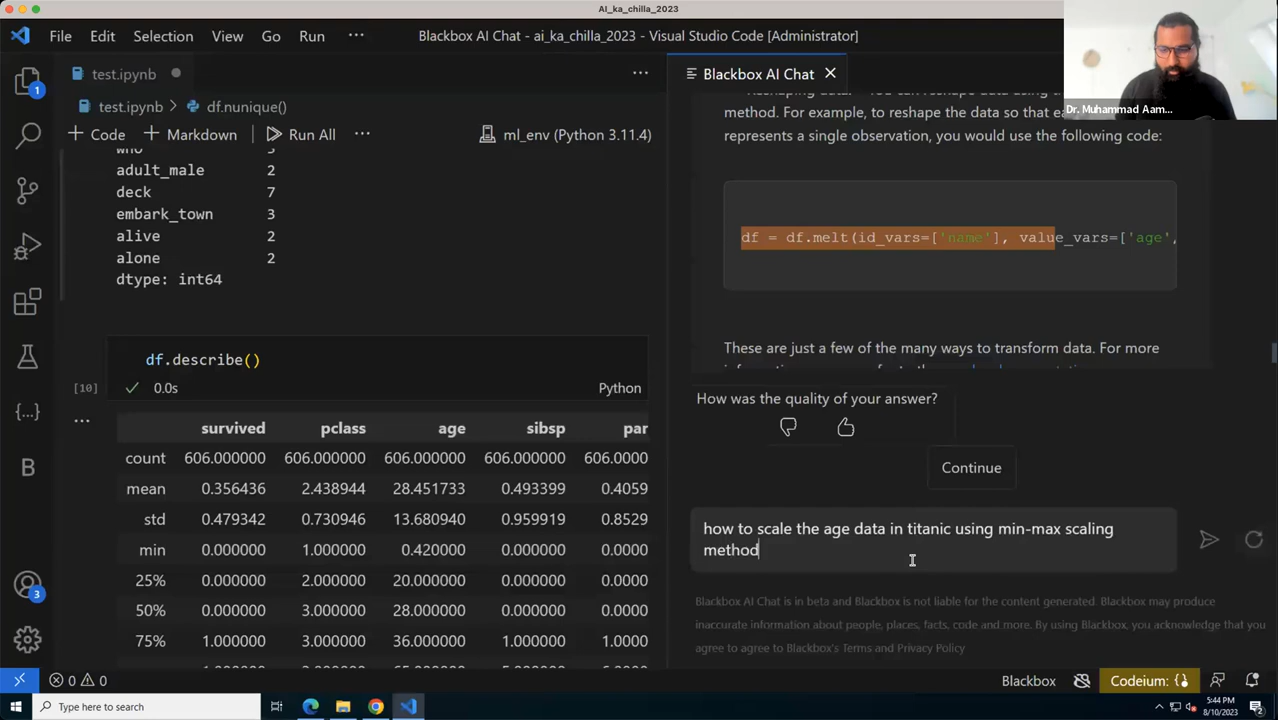 AI_ka_chilla_2023
File Edit Selection View Go Run ···
Blackbox AI Chat - ai_ka_chilla_2023 - Visual Studio Code [Administrator]
Dr. Muhammad Aam...
test.ipynb
test.ipynb > df.nunique()
+ Code + Markdown Run All ···
ml_env (Python 3.11.4)
who 3
adult_male 2
deck 7
embark_town 3
alive 2
alone 2
dtype: int64
df.describe()
[10] 0.0s Python
survived pclass age sibsp par
count 606.000000 606.000000 606.000000 606.000000 606.0000
mean 0.356436 2.438944 28.451733 0.493399 0.4059
std 0.479342 0.730946 13.680940 0.959919 0.8529
min 0.000000 1.000000 0.420000 0.000000 0.0000
25% 0.000000 2.000000 20.000000 0.000000 0.0000
50% 0.000000 3.000000 28.000000 0.000000 0.0000
75% 1.000000 3.000000 36.000000 1.000000 1.0000
Blackbox AI Chat
method. For example, to reshape the data so that ea
represents a single observation, you would use the following code:
df = df.melt(id_vars=['name'], value_vars=['age',
These are just a few of the many ways to transform data. For more
How was the quality of your answer?
Continue
how to scale the age data in titanic using min-max scaling
method
Blackbox AI Chat is in beta and Blackbox is not liable for the content generated. Blackbox may produce
inaccurate information about people, places, facts, code and more. By using Blackbox, you acknowledge that you
agree to agree to Blackbox's Terms and Privacy Policy
1
3
B
0 0
Blackbox
Codeium: {}
Type here to search
5:44 PM
8/10/2023
2